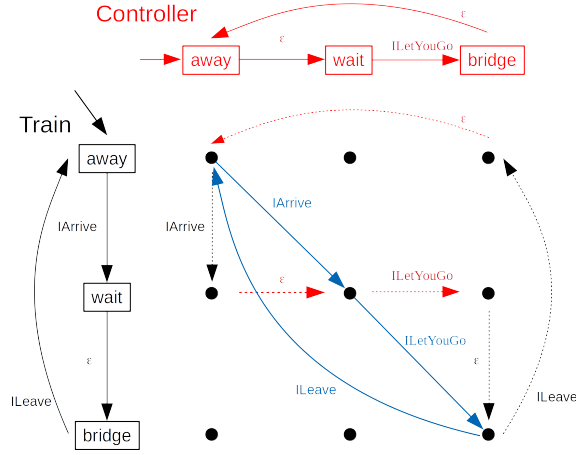 Controller
ε
ε
ILetYouGo
away
wait
bridge
Train
ε
away
IArrive
IArrive
IArrive
ε
ILetYouGo
wait
ILetYouGo
ε
ε
ILeave
ILeave
ILeave
bridge